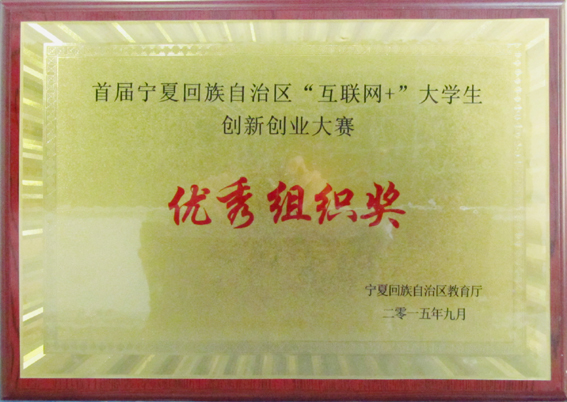 首届宁夏回族自治区“互联网+”大学生
创新创业大赛
优秀组织奖
宁夏回族自治区教育厅
二零一五年九月